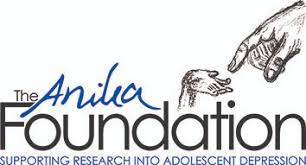 The Anika
Foundation
SUPPORTING RESEARCH INTO ADOLESCENT DEPRESSION